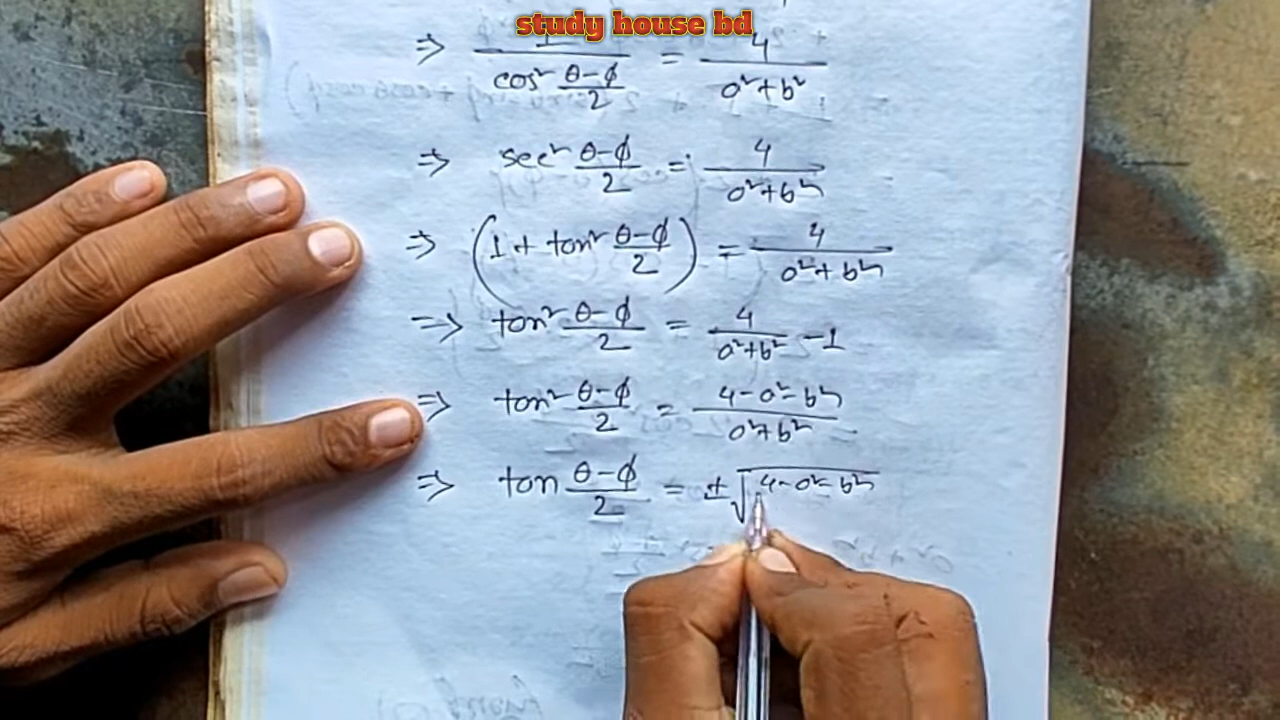 study house bd
⇒ 1/(cos² (θ-ϕ)/2) = 4/(a²+b²)
⇒ sec² (θ-ϕ)/2 = 4/(a²+b²)
⇒ (1 + tan² (θ-ϕ)/2) = 4/(a²+b²)
⇒ tan² (θ-ϕ)/2 = 4/(a²+b²) - 1
⇒ tan² (θ-ϕ)/2 = (4-a²-b²)/(a²+b²)
⇒ tan (θ-ϕ)/2 = ± √(4-a²-b²)